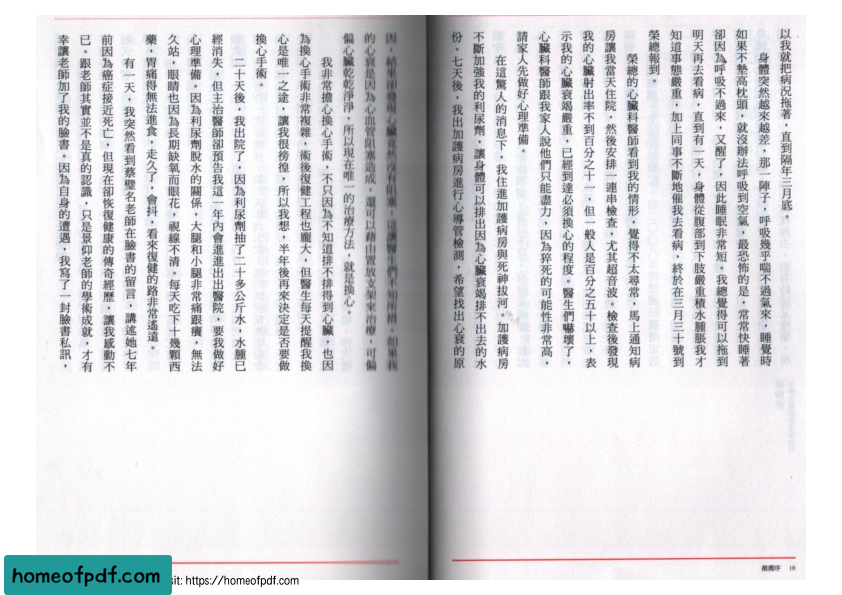 以我就把病況拖著，直到隔年二月底。
身體突然越來越差，那一陣子，呼吸幾乎喘不過氣來，睡覺時
如果不墊高枕頭，就沒辦法呼吸到空氣，最恐怖的是，常常快睡著
卻因為呼吸不過來，又醒了，因此睡眠非常短。我總覺得可以拖到
明天再去看病，直到有一天，身體從腹部到下肢嚴重積水腫脹我才
知道事態嚴重，加上同事不斷地催我去看病，終於在三月三十號到
榮總報到。
榮總的心臟科醫師看到我的情形，覺得不太尋常，馬上通知病
房讓我當天住院，然後安排一連串檢查，尤其超音波，檢查後發現
我的心臟射出率不到百分之十一，但一般人是百分之五十以上，表
示我的心臟衰竭嚴重，已經到達必須換心的程度。醫生們嚇壞了，
心臟科醫師跟我家人說他們只能盡力，因為猝死的可能性非常高，
請家人先做好心理準備。
在這驚人的消息下，我住進加護病房與死神拔河。加護病房
不斷加強我的利尿劑，讓身體可以排出因為心臟衰竭排不出去的水
份。七天後，我出加護病房進行心導管檢測，希望找出心衰的原
推薦序 10
因，結果卻發現心臟竟然沒有阻塞，這讓醫生們不知所措。如果我
的心衰是因為心血管阻塞造成，還可以藉由置放支架來治療，可偏
偏心臟乾乾淨淨，所以現在唯一的治療方法，就是換心。
我非常擔心換心手術，不只因為不知道排不排得到心臟，也因
為換心手術非常複雜，術後復健工程也龐大，但醫生每天提醒我換
心是唯一之途，讓我很徬徨，所以我想，半年後再來決定是否要做
換心手術。
二十天後，我出院了，因為利尿劑抽了二十多公斤水，水腫已
經消失，但主治醫師卻預告我這一年內會進進出出醫院，要我做好
心理準備。因為利尿劑脫水的關係，大腿和小腿非常痛跟癢，無法
久站，眼睛也因為長期缺氧而眼花，視線不清。每天吃下十幾顆西
藥，胃痛得無法進食，走久了，會抖，看來復健的路非常遙遠。
有一天，我突然看到蔡璧名老師在臉書的留言，講述她七年
前因為癌症接近死亡，但現在卻恢復健康的傳奇經歷，讓我感動不
已。跟老師其實並不是真的認識，只是景仰老師的學術成就，才有
幸讓老師加了我的臉書。因為自身的遭遇，我寫了一封臉書私訊，
homeofpdf.com
sit: https://homeofpdf.com